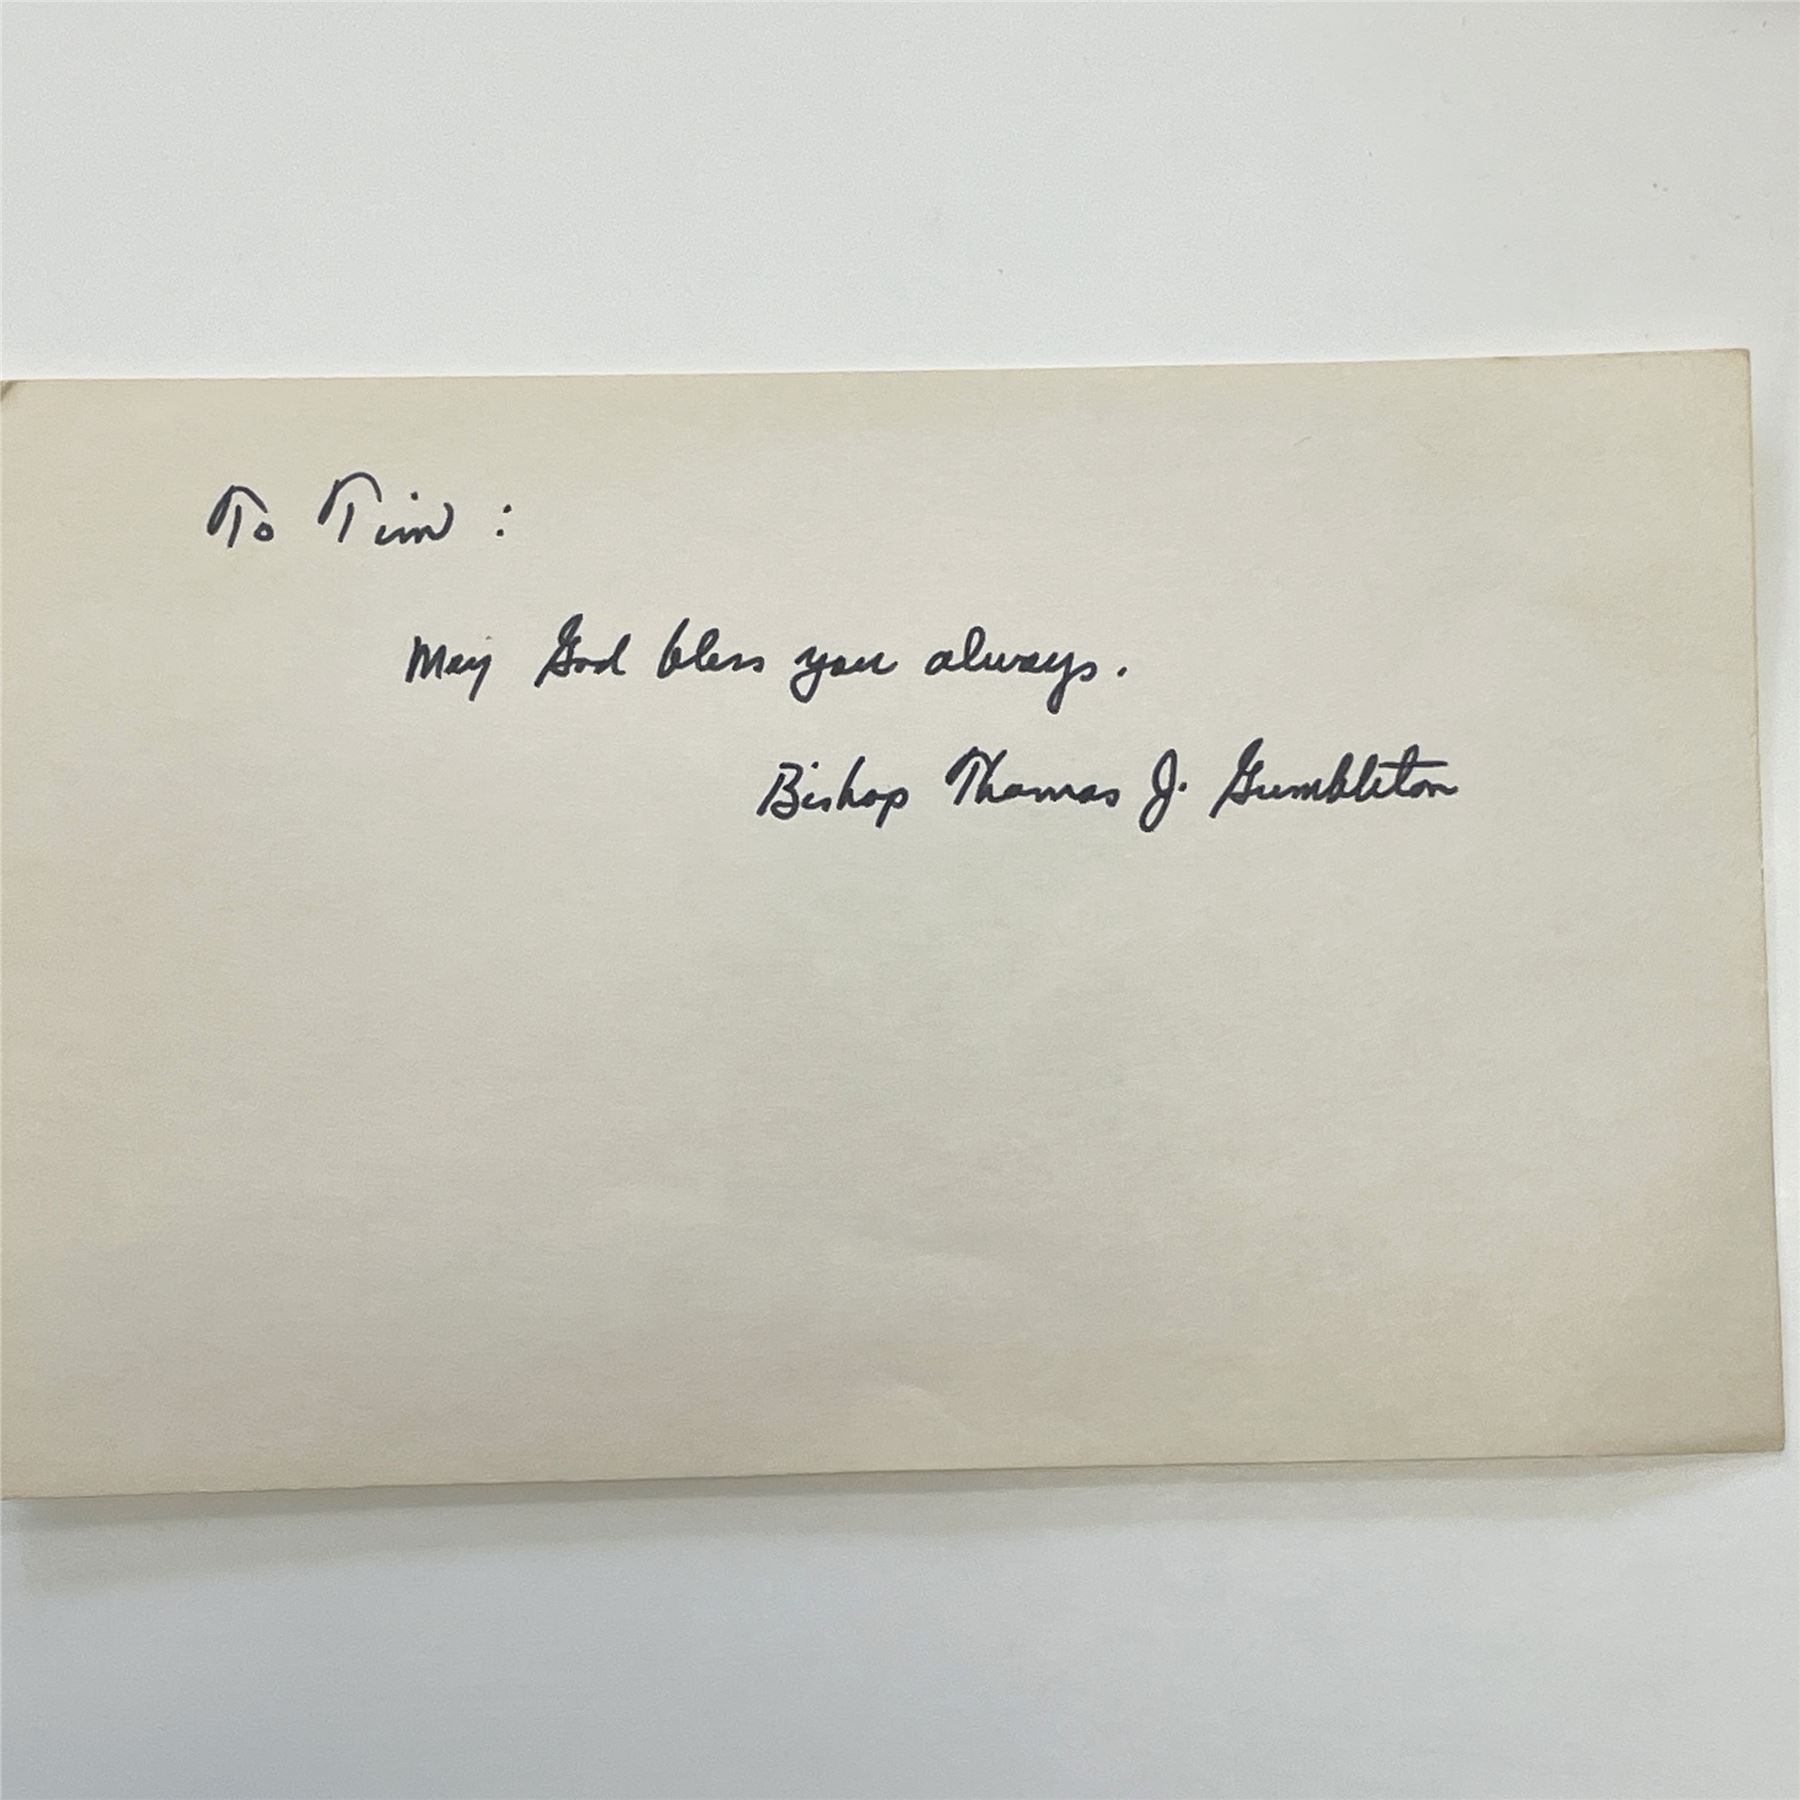 To Tim :
May God bless you always.
Bishop Thomas J. Gumbleton